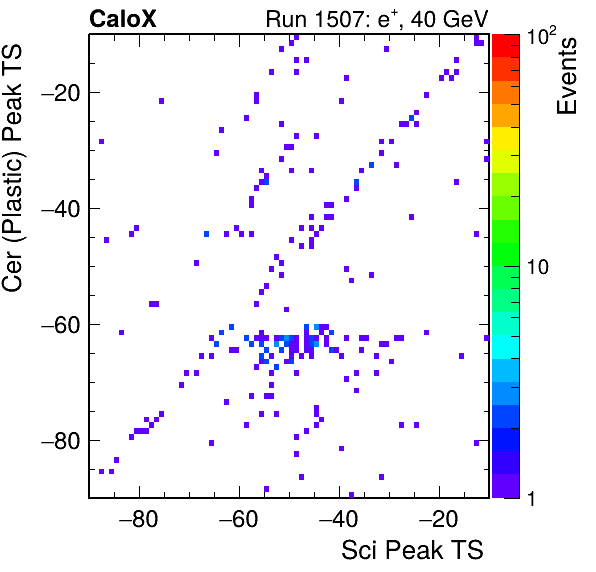 CaloX Run 1507: e⁺, 40 GeV
Cer (Plastic) Peak TS
−20
−40
−60
−80
−80 −60 −40 −20
Sci Peak TS
10²
10
1
Events